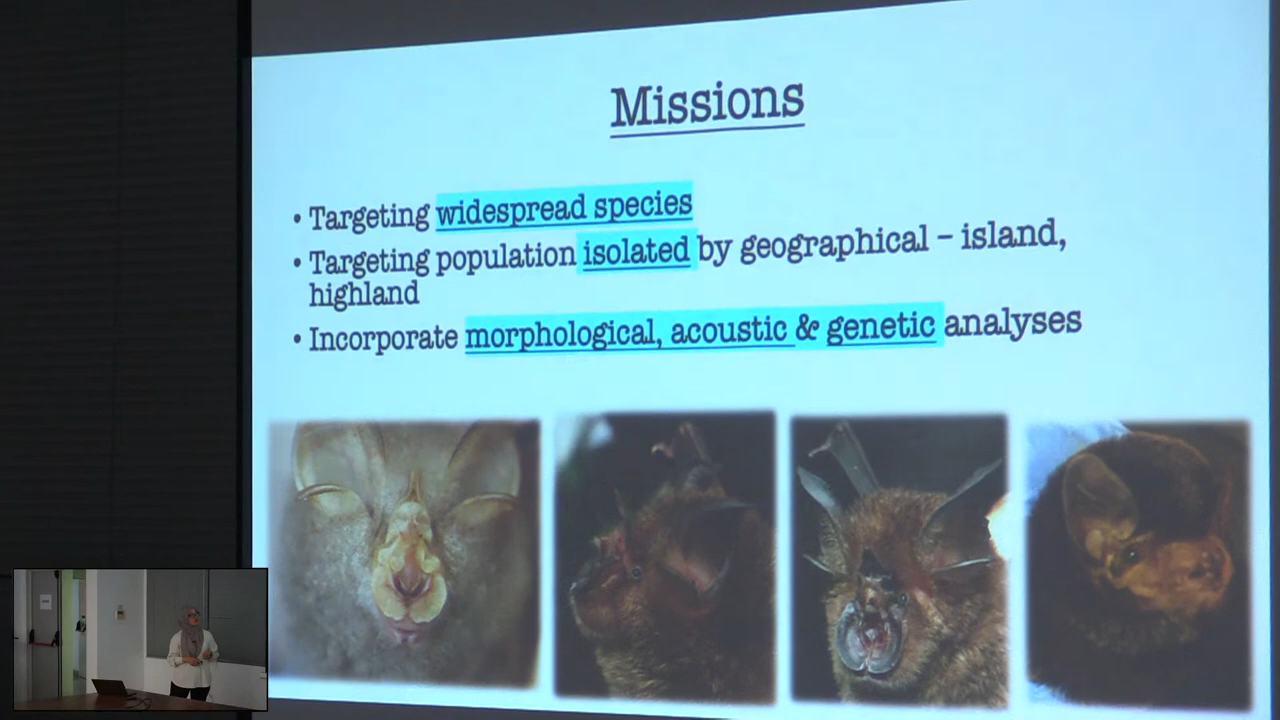 Missions
• Targeting widespread species
• Targeting population isolated by geographical – island,
highland
• Incorporate morphological, acoustic & genetic analyses